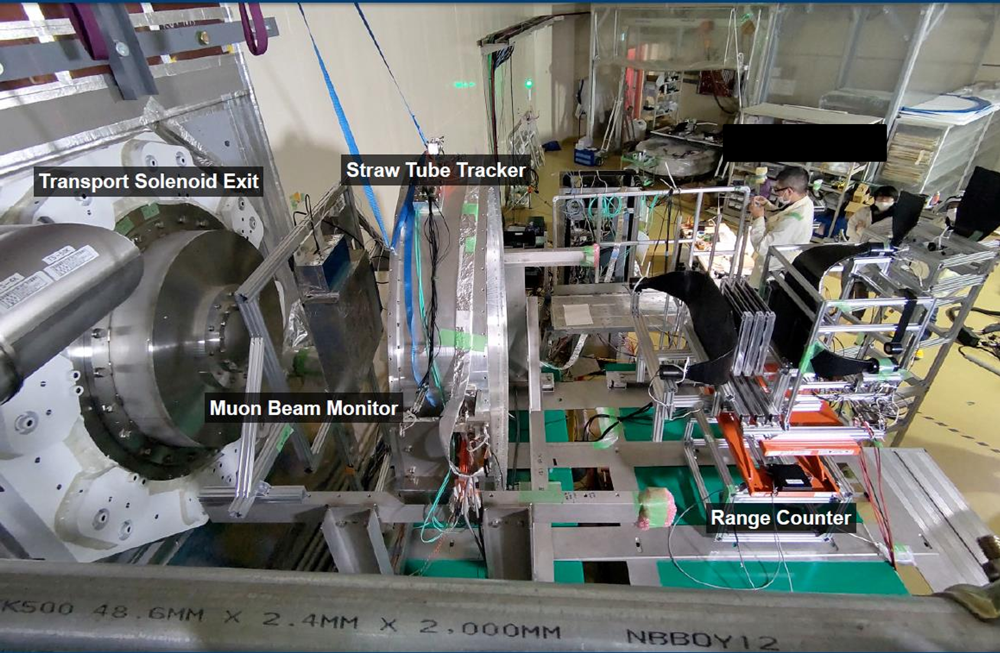 Straw Tube Tracker
Transport Solenoid Exit
Muon Beam Monitor
Range Counter
K500 48.6MM X 2.4MM X 2,000MM NBBOY12